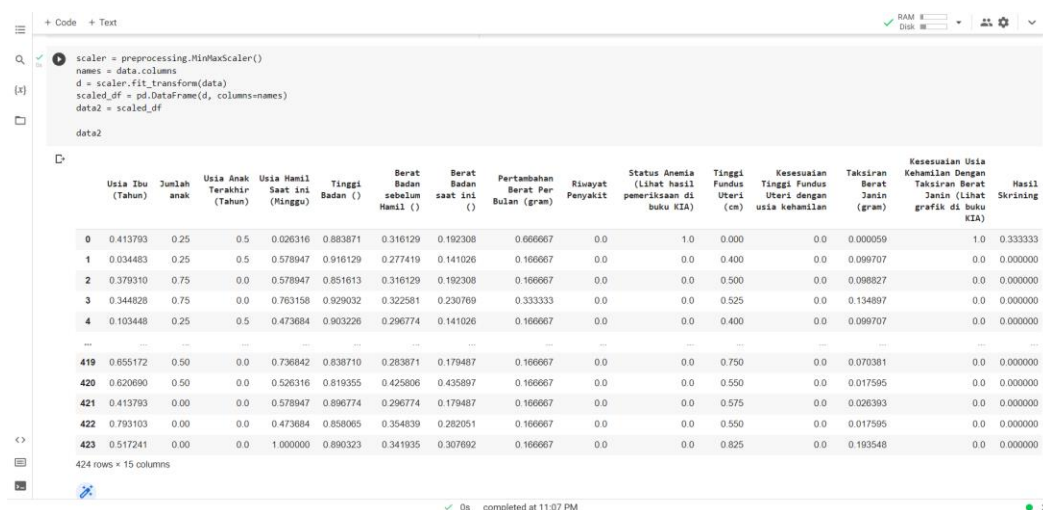 + Code + Text
RAM
Disk
0s
scaler = preprocessing.MinMaxScaler()
names = data.columns
d = scaler.fit_transform(data)
scaled_df = pd.DataFrame(d, columns=names)
data2 = scaled_df
data2
{x}
Usia Ibu (Tahun)
Jumlah anak
Usia Anak Terakhir (Tahun)
Usia Hamil Saat ini (Minggu)
Tinggi Badan ()
Berat Badan sebelum Hamil ()
Berat Badan saat ini ()
Pertambahan Berat Per Bulan (gram)
Riwayat Penyakit
Status Anemia (Lihat hasil pemeriksaan di buku KIA)
Tinggi Fundus Uteri (cm)
Kesesuaian Tinggi Fundus Uteri dengan usia kehamilan
Taksiran Berat Janin (gram)
Kesesuaian Usia Kehamilan Dengan Taksiran Berat Janin (Lihat grafik di buku KIA)
Hasil Skrining
0 0.413793 0.25 0.5 0.026316 0.883871 0.316129 0.192308 0.666667 0.0 1.0 0.000 0.0 0.000059 1.0 0.333333
1 0.034483 0.25 0.5 0.578947 0.916129 0.277419 0.141026 0.166667 0.0 0.0 0.400 0.0 0.099707 0.0 0.000000
2 0.379310 0.75 0.0 0.578947 0.851613 0.316129 0.192308 0.166667 0.0 0.0 0.500 0.0 0.098827 0.0 0.000000
3 0.344828 0.75 0.0 0.763158 0.929032 0.322581 0.230769 0.333333 0.0 0.0 0.525 0.0 0.134897 0.0 0.000000
4 0.103448 0.25 0.5 0.473684 0.903226 0.296774 0.141026 0.166667 0.0 0.0 0.400 0.0 0.099707 0.0 0.000000
... ... ... ... ... ... ... ... ... ... ... ... ... ... ... ...
419 0.655172 0.50 0.0 0.736842 0.838710 0.283871 0.179487 0.166667 0.0 0.0 0.750 0.0 0.070381 0.0 0.000000
420 0.620690 0.50 0.0 0.526316 0.819355 0.425806 0.435897 0.166667 0.0 0.0 0.550 0.0 0.017595 0.0 0.000000
421 0.413793 0.00 0.0 0.578947 0.896774 0.296774 0.179487 0.166667 0.0 0.0 0.575 0.0 0.026393 0.0 0.000000
422 0.793103 0.00 0.0 0.473684 0.858065 0.354839 0.282051 0.166667 0.0 0.0 0.550 0.0 0.017595 0.0 0.000000
423 0.517241 0.00 0.0 1.000000 0.890323 0.341935 0.307692 0.166667 0.0 0.0 0.825 0.0 0.193548 0.0 0.000000
424 rows × 15 columns
0s completed at 11:07 PM